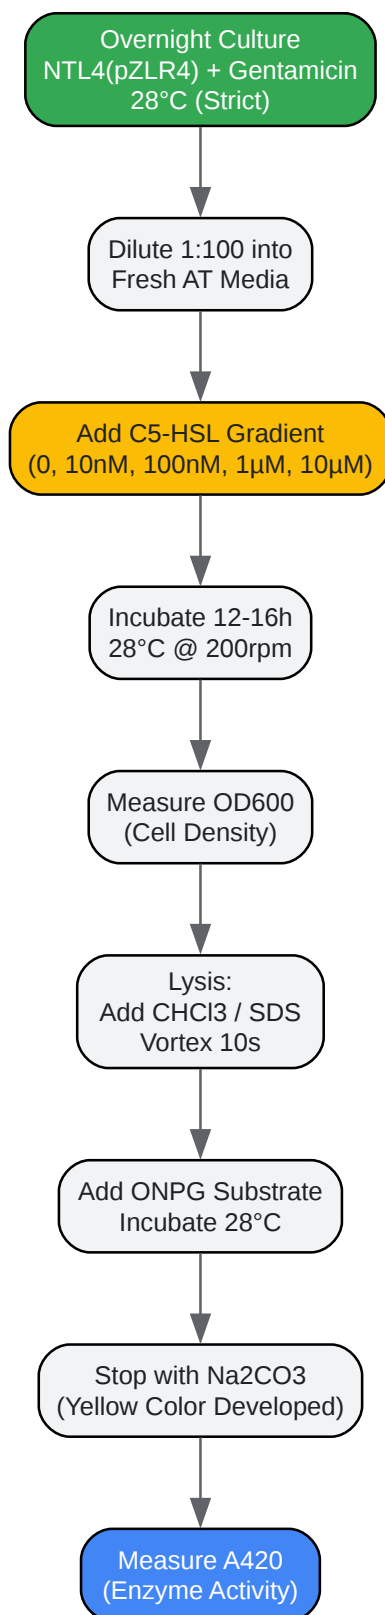 Overnight Culture
NTL4(pZLR4) + Gentamicin
28°C (Strict)
Dilute 1:100 into
Fresh AT Media
Add C5-HSL Gradient
(0, 10nM, 100nM, 1µM, 10µM)
Incubate 12-16h
28°C @ 200rpm
Measure OD600
(Cell Density)
Lysis:
Add CHCl3 / SDS
Vortex 10s
Add ONPG Substrate
Incubate 28°C
Stop with Na2CO3
(Yellow Color Developed)
Measure A420
(Enzyme Activity)